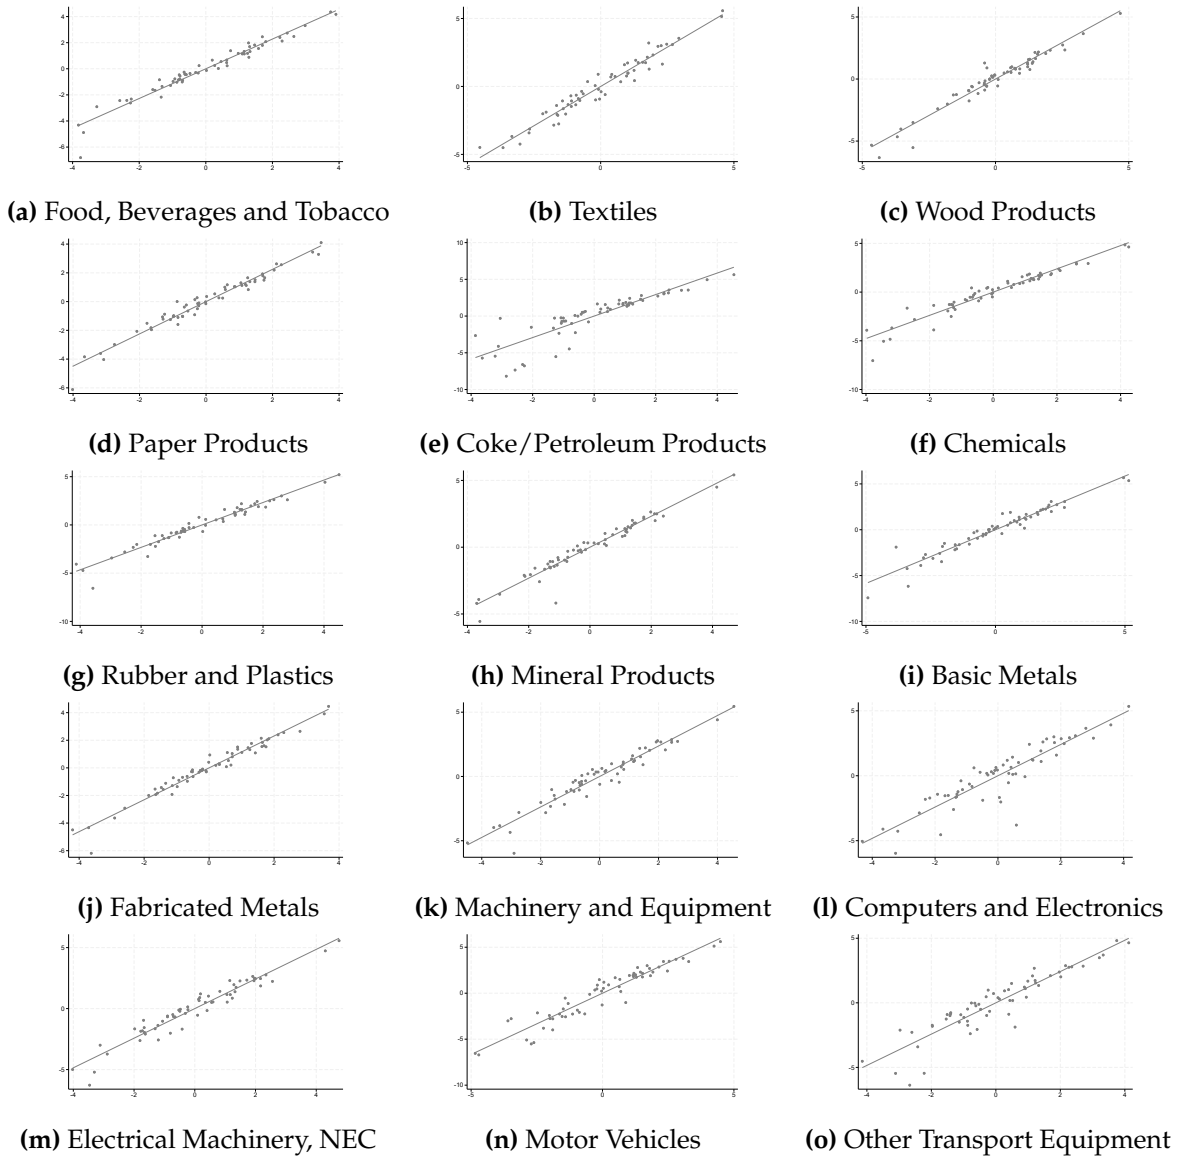 (a) Food, Beverages and Tobacco
(b) Textiles
(c) Wood Products
(d) Paper Products
(e) Coke/Petroleum Products
(f) Chemicals
(g) Rubber and Plastics
(h) Mineral Products
(i) Basic Metals
(j) Fabricated Metals
(k) Machinery and Equipment
(l) Computers and Electronics
(m) Electrical Machinery, NEC
(n) Motor Vehicles
(o) Other Transport Equipment